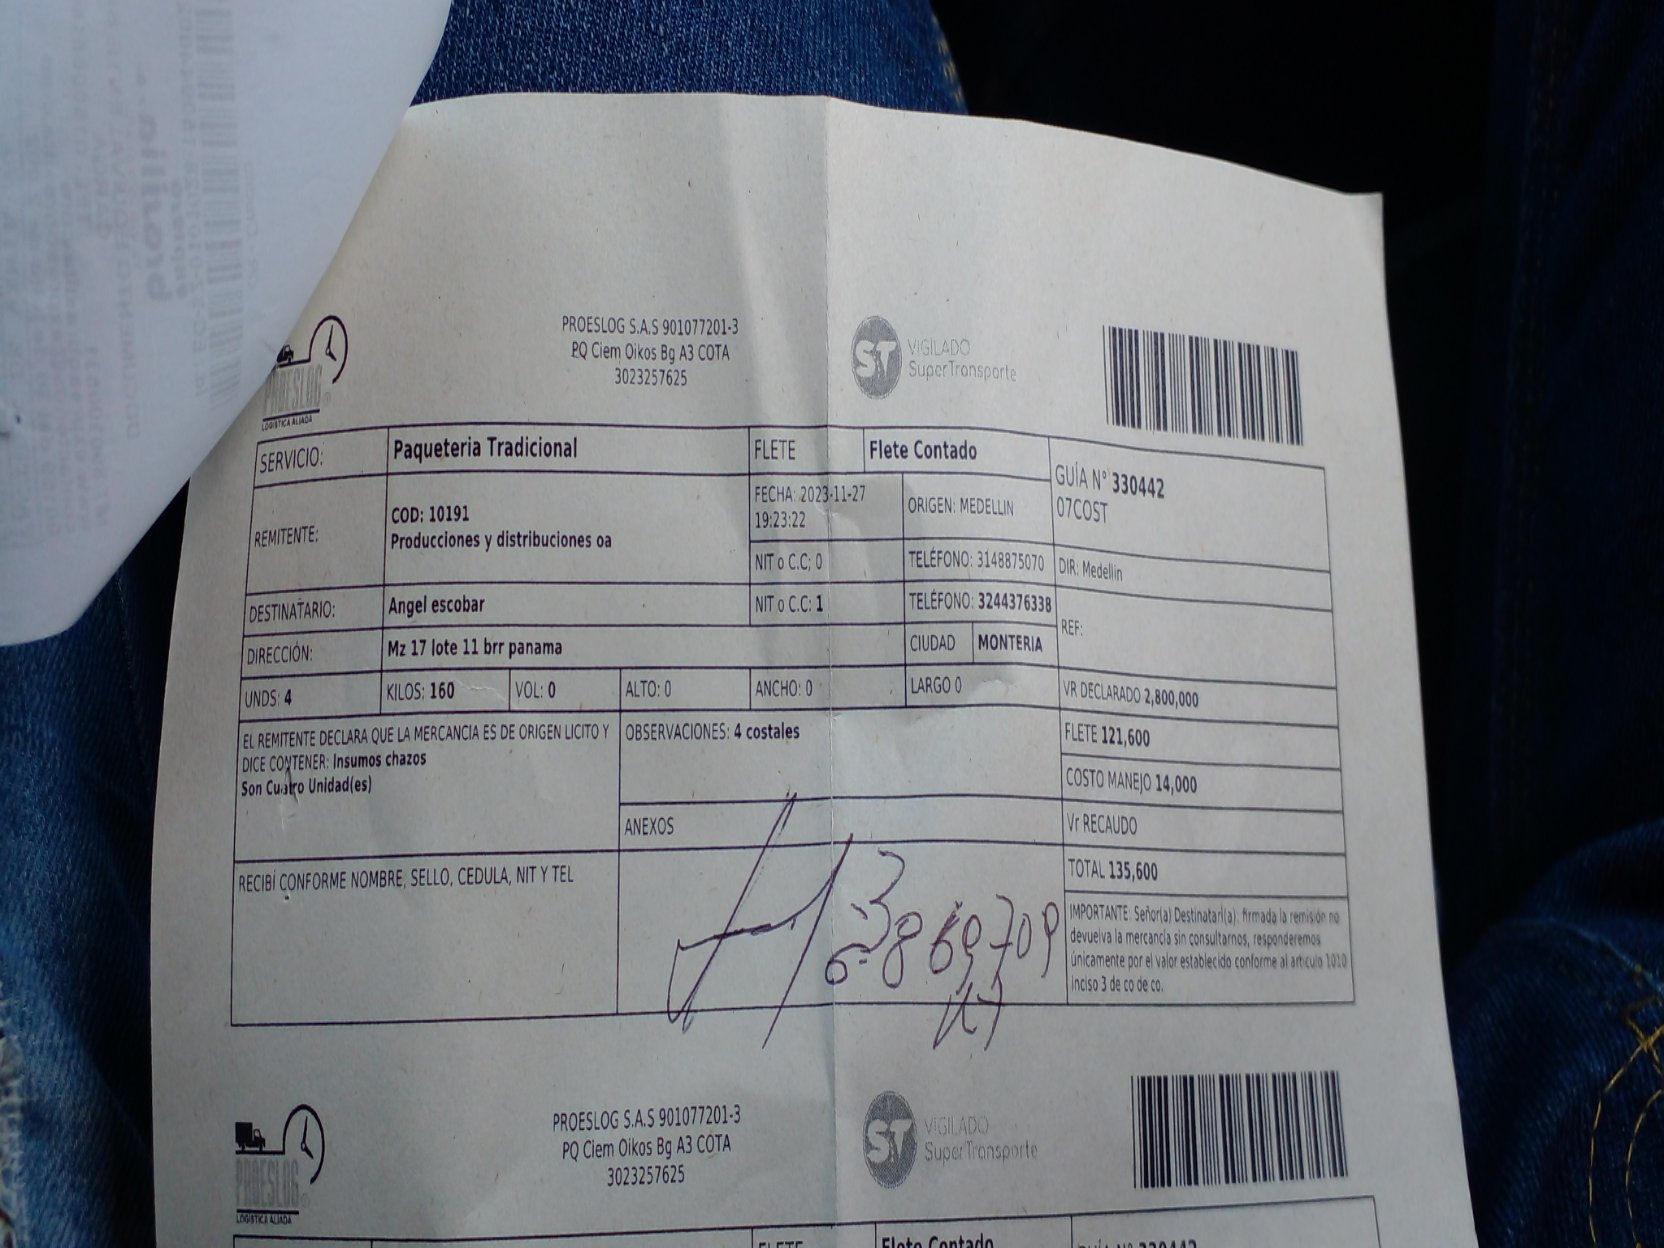 PROESLOG
LOGISTICA ALIADA
PROESLOG S.A.S 901077201-3
PQ Ciem Oikos Bg A3 COTA
3023257625
ST
VIGILADO
SuperTransporte
SERVICIO: Paqueteria Tradicional FLETE Flete Contado
GUÍA N° 330442
07COST
REMITENTE:
COD: 10191
Producciones y distribuciones oa
FECHA: 2023-11-27
19:23:22
ORIGEN: MEDELLIN
NIT o C.C; 0 TELÉFONO: 3148875070 DIR: Medellin
DESTINATARIO: Angel escobar NIT o C.C: 1 TELÉFONO: 3244376338
REF:
DIRECCIÓN: Mz 17 lote 11 brr panama CIUDAD MONTERIA
UNDS: 4 KILOS: 160 VOL: 0 ALTO: 0 ANCHO: 0 LARGO 0 VR DECLARADO 2,800,000
EL REMITENTE DECLARA QUE LA MERCANCIA ES DE ORIGEN LICITO Y
DICE CONTENER: Insumos chazos
Son Cuatro Unidad(es)
OBSERVACIONES: 4 costales
FLETE 121,600
COSTO MANEJO 14,000
ANEXOS
Vr RECAUDO
RECIBÍ CONFORME NOMBRE, SELLO, CEDULA, NIT Y TEL
TOTAL 135,600
IMPORTANTE: Señor(a) Destinatari(a): firmada la remisión no
devuelva la mercancia sin consultarnos, responderemos
únicamente por el valor establecido conforme al articulo 1010
inciso 3 de co de co.
PROESLOG
LOGISTICA ALIADA
PROESLOG S.A.S 901077201-3
PQ Ciem Oikos Bg A3 COTA
3023257625
ST
VIGILADO
SuperTransporte
FLETE Flete Contado
GUÍA N° 330442